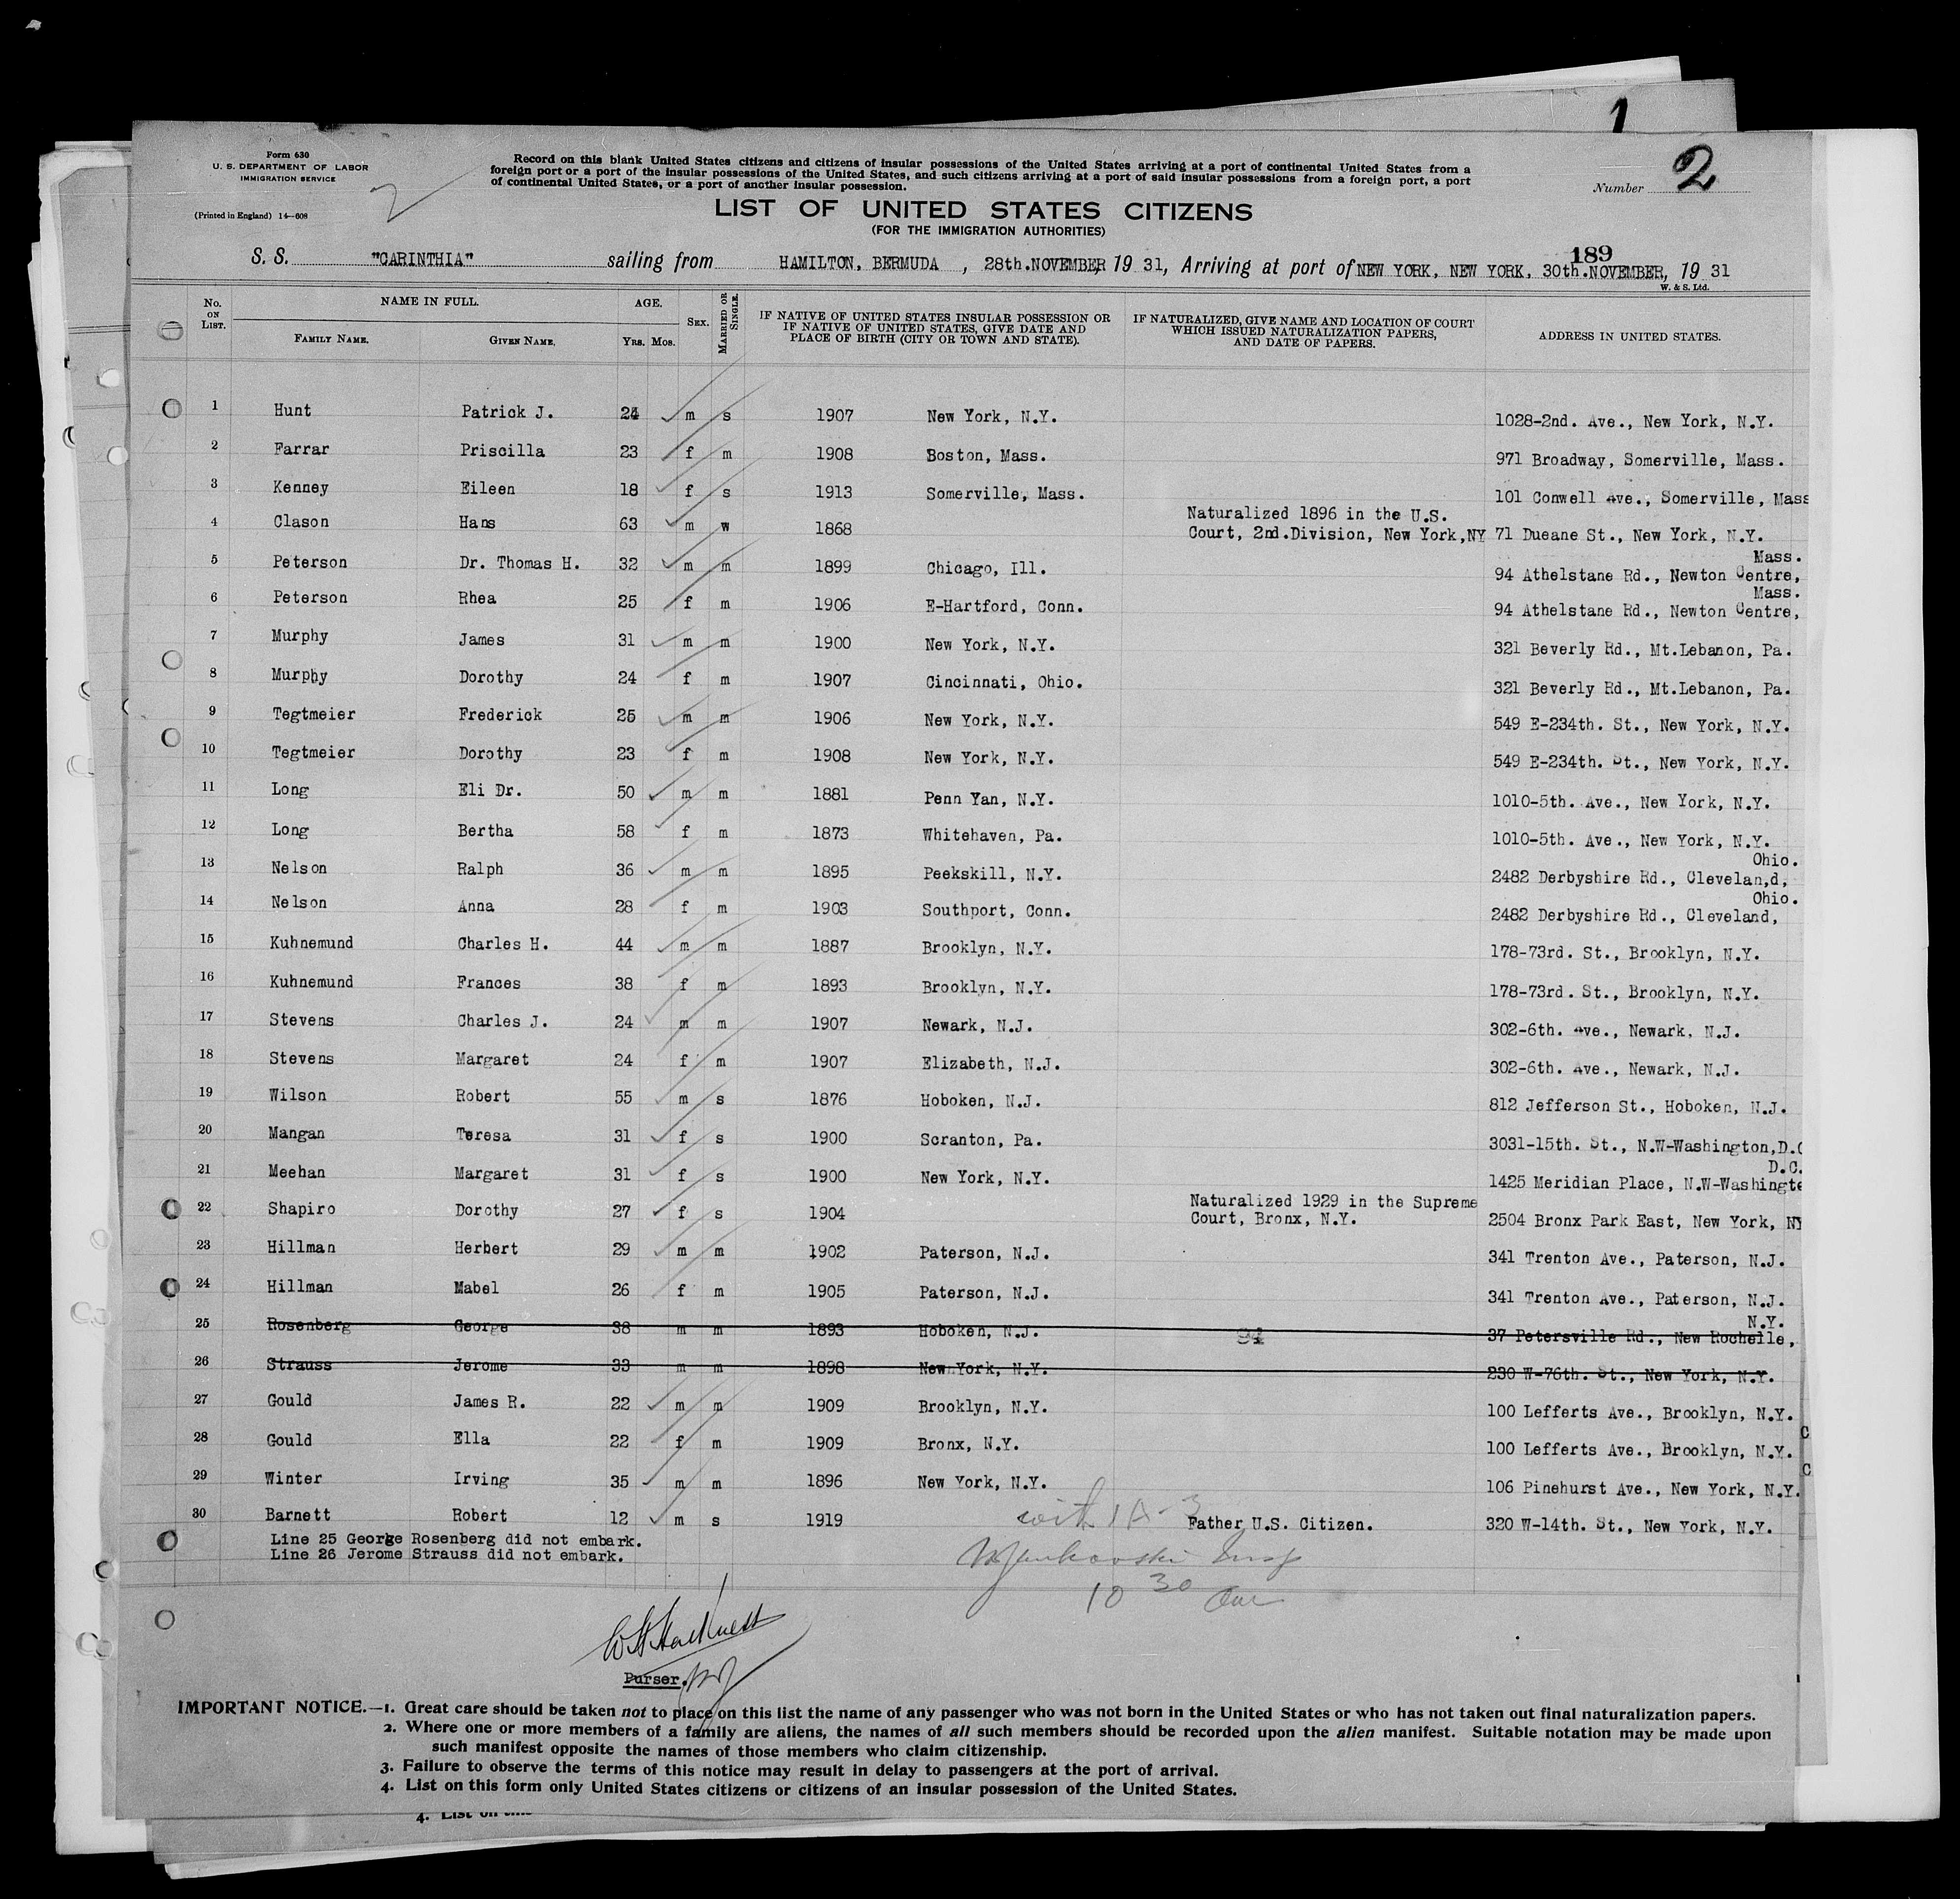 1
Form 630
U. S. DEPARTMENT OF LABOR
IMMIGRATION SERVICE
(Printed in England) 14—608
Record on this blank United States citizens and citizens of insular possessions of the United States arriving at a port of continental United States from a
foreign port or a port of the insular possessions of the United States, and such citizens arriving at a port of said insular possessions from a foreign port, a port
of continental United States, or a port of another insular possession.
Number 2
LIST OF UNITED STATES CITIZENS
(FOR THE IMMIGRATION AUTHORITIES)
189
S. S. "CARINTHIA" sailing from HAMILTON, BERMUDA , 28th.NOVEMBER 19 31, Arriving at port of NEW YORK, NEW YORK, 30th.NOVEMBER, 19 31
W. & S. Ltd.
No. ON LIST. NAME IN FULL. FAMILY NAME. GIVEN NAME. AGE. YRS. MOS. SEX. MARRIED OR SINGLE. IF NATIVE OF UNITED STATES INSULAR POSSESSION OR IF NATIVE OF UNITED STATES, GIVE DATE AND PLACE OF BIRTH (CITY OR TOWN AND STATE). IF NATURALIZED, GIVE NAME AND LOCATION OF COURT WHICH ISSUED NATURALIZATION PAPERS, AND DATE OF PAPERS. ADDRESS IN UNITED STATES.
1 Hunt Patrick J. 24 m s 1907 New York, N.Y. 1028-2nd. Ave., New York, N.Y.
2 Farrar Priscilla 23 f m 1908 Boston, Mass. 971 Broadway, Somerville, Mass.
3 Kenney Eileen 18 f s 1913 Somerville, Mass. 101 Conwell Ave., Somerville, Mass
4 Clason Hans 63 m w 1868 Naturalized 1896 in the U.S. Court, 2nd.Division, New York,NY 71 Dueane St., New York, N.Y.
5 Peterson Dr. Thomas H. 32 m m 1899 Chicago, Ill. 94 Athelstane Rd., Newton Centre, Mass.
6 Peterson Rhea 25 f m 1906 E-Hartford, Conn. 94 Athelstane Rd., Newton Centre, Mass.
7 Murphy James 31 m m 1900 New York, N.Y. 321 Beverly Rd., Mt.Lebanon, Pa.
8 Murphy Dorothy 24 f m 1907 Cincinnati, Ohio. 321 Beverly Rd., Mt.Lebanon, Pa.
9 Tegtmeier Frederick 25 m m 1906 New York, N.Y. 549 E-234th. St., New York, N.Y.
10 Tegtmeier Dorothy 23 f m 1908 New York, N.Y. 549 E-234th. St., New York, N.Y.
11 Long Eli Dr. 50 m m 1881 Penn Yan, N.Y. 1010-5th. Ave., New York, N.Y.
12 Long Bertha 58 f m 1873 Whitehaven, Pa. 1010-5th. Ave., New York, N.Y.
13 Nelson Ralph 36 m m 1895 Peekskill, N.Y. 2482 Derbyshire Rd., Clevelan,d, Ohio.
14 Nelson Anna 28 f m 1903 Southport, Conn. 2482 Derbyshire Rd., Cleveland, Ohio.
15 Kuhnemund Charles H. 44 m m 1887 Brooklyn, N.Y. 178-73rd. St., Brooklyn, N.Y.
16 Kuhnemund Frances 38 f m 1893 Brooklyn, N.Y. 178-73rd. St., Brooklyn, N.Y.
17 Stevens Charles J. 24 m m 1907 Newark, N.J. 302-6th. Ave., Newark, N.J.
18 Stevens Margaret 24 f m 1907 Elizabeth, N.J. 302-6th. Ave., Newark, N.J.
19 Wilson Robert 55 m s 1876 Hoboken, N.J. 812 Jefferson St., Hoboken, N.J.
20 Mangan Teresa 31 f s 1900 Scranton, Pa. 3031-15th. St., N.W-Washington,D.C
21 Meehan Margaret 31 f s 1900 New York, N.Y. 1425 Meridian Place, N.W-Washingto D.C.
22 Shapiro Dorothy 27 f s 1904 Naturalized 1929 in the Supreme Court, Bronx, N.Y. 2504 Bronx Park East, New York, NY
23 Hillman Herbert 29 m m 1902 Paterson, N.J. 341 Trenton Ave., Paterson, N.J.
24 Hillman Mabel 26 f m 1905 Paterson, N.J. 341 Trenton Ave., Paterson, N.J.
25 Rosenberg George 38 m m 1893 Hoboken, N.J. 94 37 Petersville Rd., New Rochelle, N.Y.
26 Strauss Jerome 33 m m 1898 New York, N.Y. 230 W-76th. St., New York, N.Y.
27 Gould James R. 22 m m 1909 Brooklyn, N.Y. 100 Lefferts Ave., Brooklyn, N.Y.
28 Gould Ella 22 f m 1909 Bronx, N.Y. 100 Lefferts Ave., Brooklyn, N.Y.
29 Winter Irving 35 m m 1896 New York, N.Y. 106 Pinehurst Ave., New York, N.Y.
30 Barnett Robert 12 m s 1919 with 1A-3 Father U.S. Citizen. 320 W-14th. St., New York, N.Y.
Line 25 George Rosenberg did not embark.
Line 26 Jerome Strauss did not embark.
10 30
Purser.
IMPORTANT NOTICE.—1. Great care should be taken not to place on this list the name of any passenger who was not born in the United States or who has not taken out final naturalization papers.
2. Where one or more members of a family are aliens, the names of all such members should be recorded upon the alien manifest. Suitable notation may be made upon
such manifest opposite the names of those members who claim citizenship.
3. Failure to observe the terms of this notice may result in delay to passengers at the port of arrival.
4. List on this form only United States citizens or citizens of an insular possession of the United States.
4. List on this